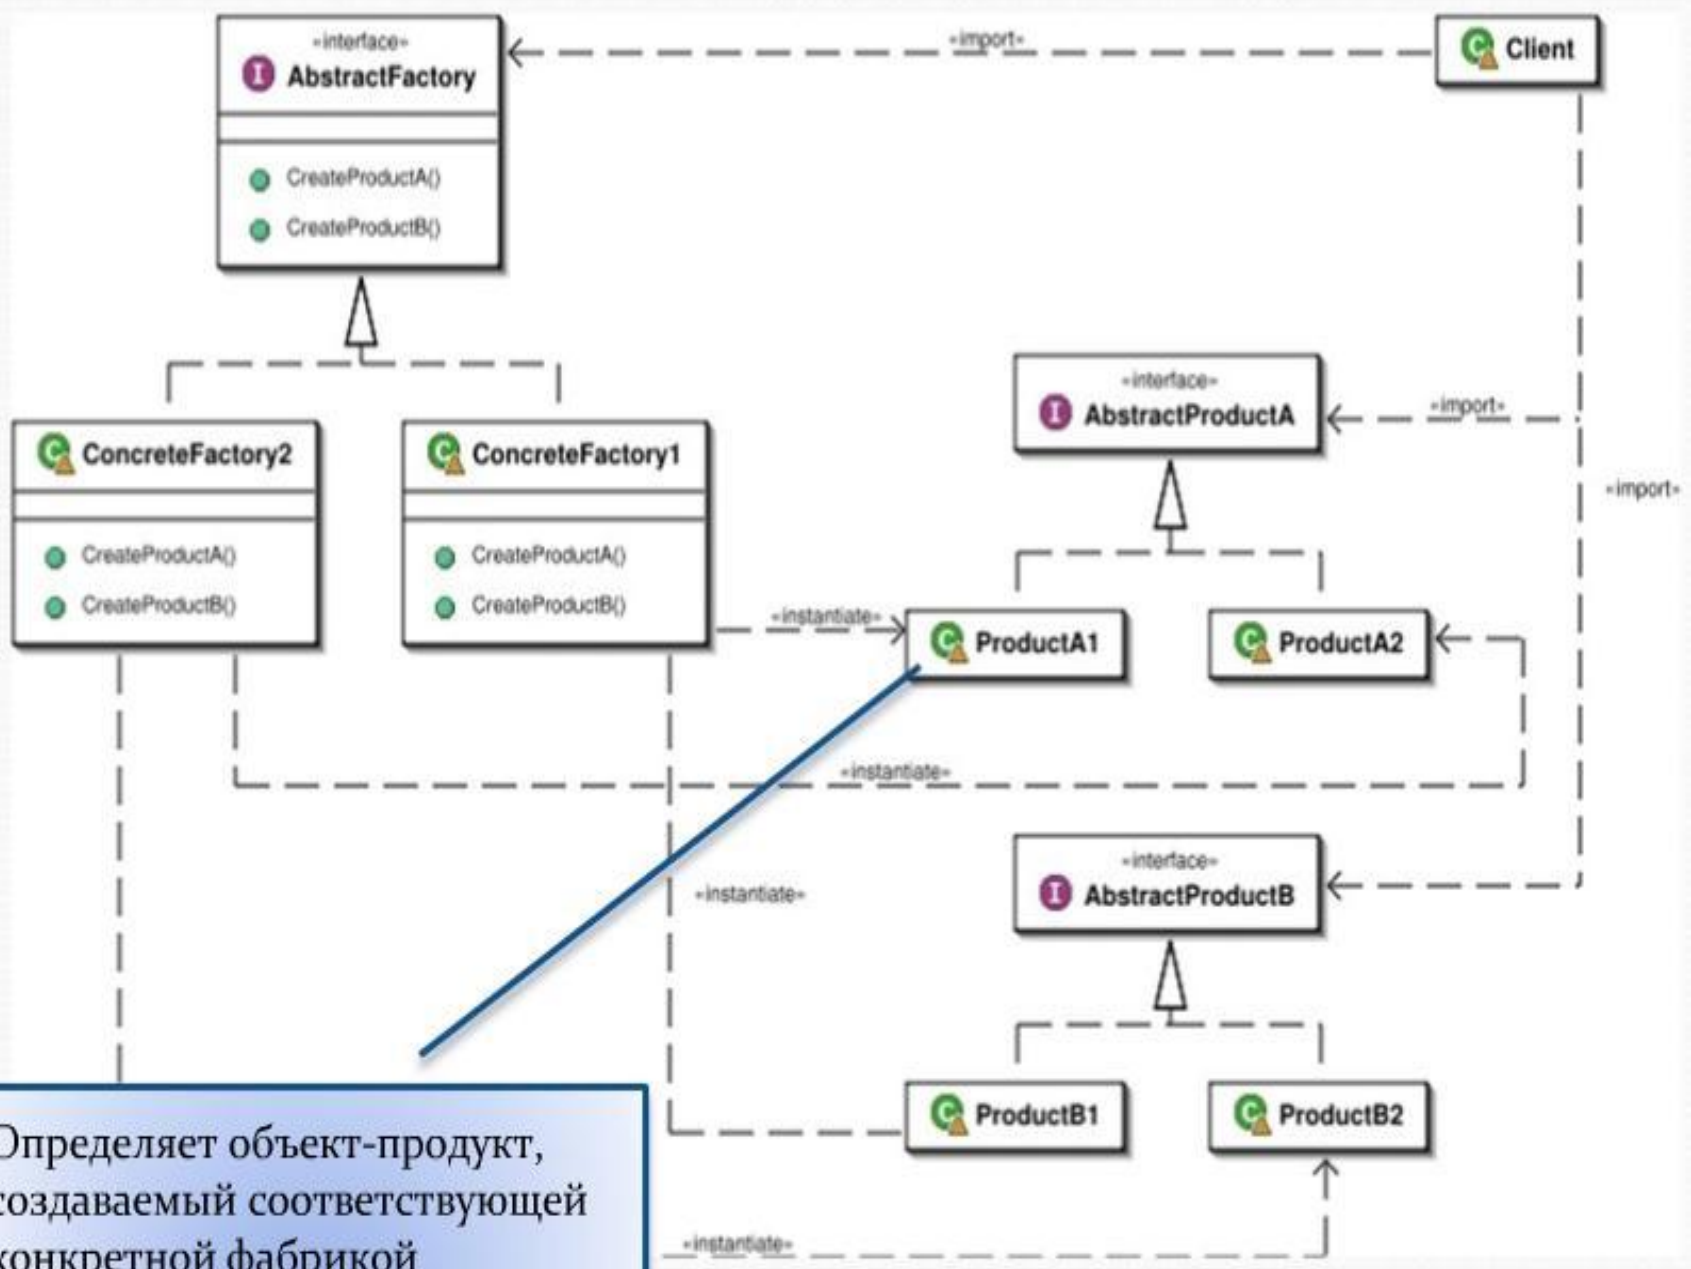 «interface»
AbstractFactory
CreateProductA()
CreateProductB()
«import»
Client
«interface»
AbstractProductA
«import»
«import»
ConcreteFactory2
CreateProductA()
CreateProductB()
ConcreteFactory1
CreateProductA()
CreateProductB()
«instantiate»
ProductA1
ProductA2
«instantiate»
«instantiate»
«interface»
AbstractProductB
ProductB1
ProductB2
«instantiate»
Определяет объект-продукт,
создаваемый соответствующей
конкретной фабрикой